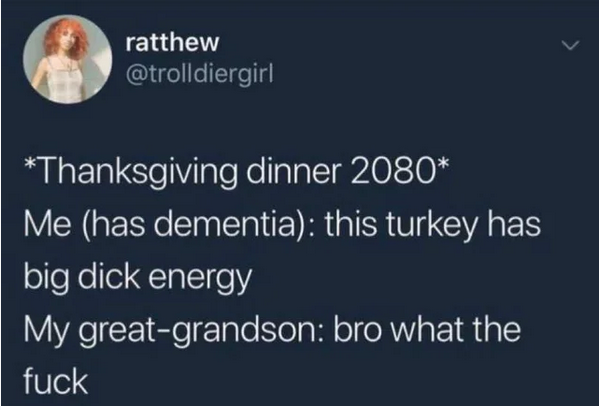 ratthew
@trolldiergirl
*Thanksgiving dinner 2080*
Me (has dementia): this turkey has
big dick energy
My great-grandson: bro what the
fuck